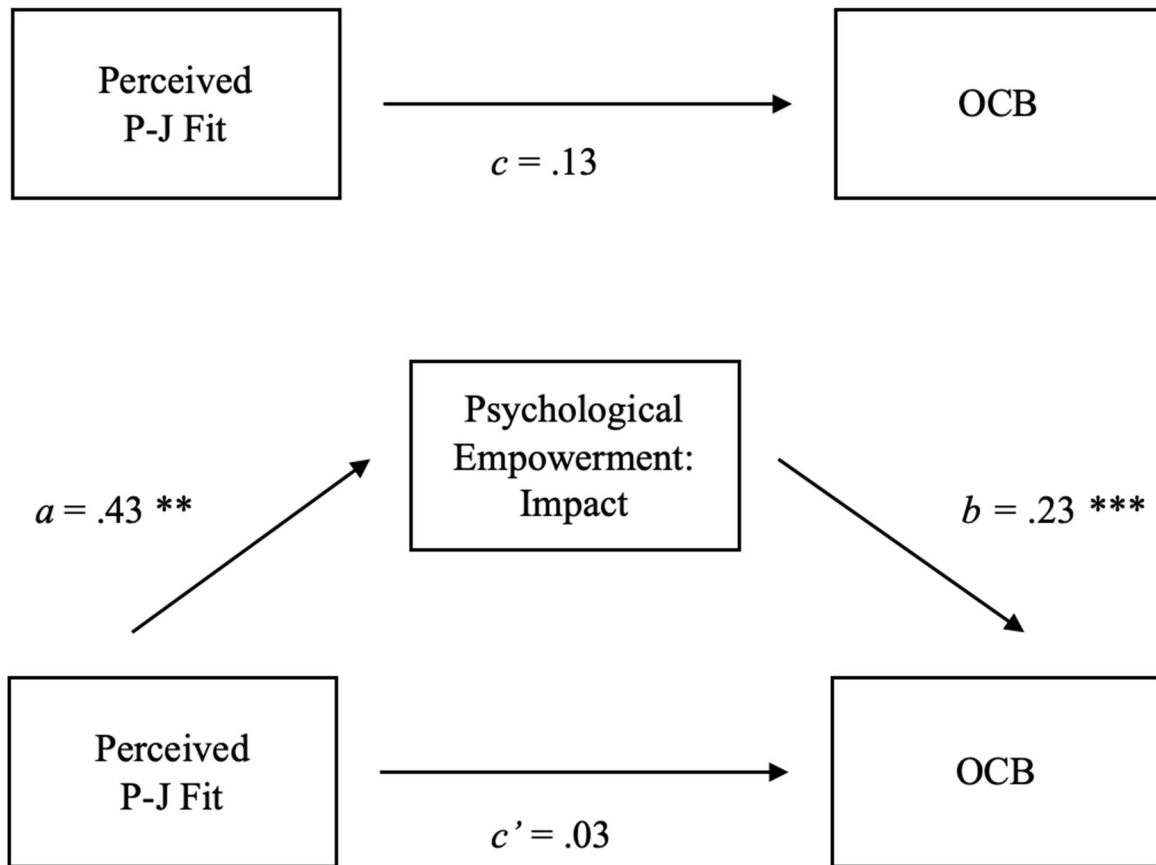 Perceived
P-J Fit
OCB
c = .13
Psychological
Empowerment:
Impact
a = .43 **
b = .23 ***
Perceived
P-J Fit
OCB
c’ = .03